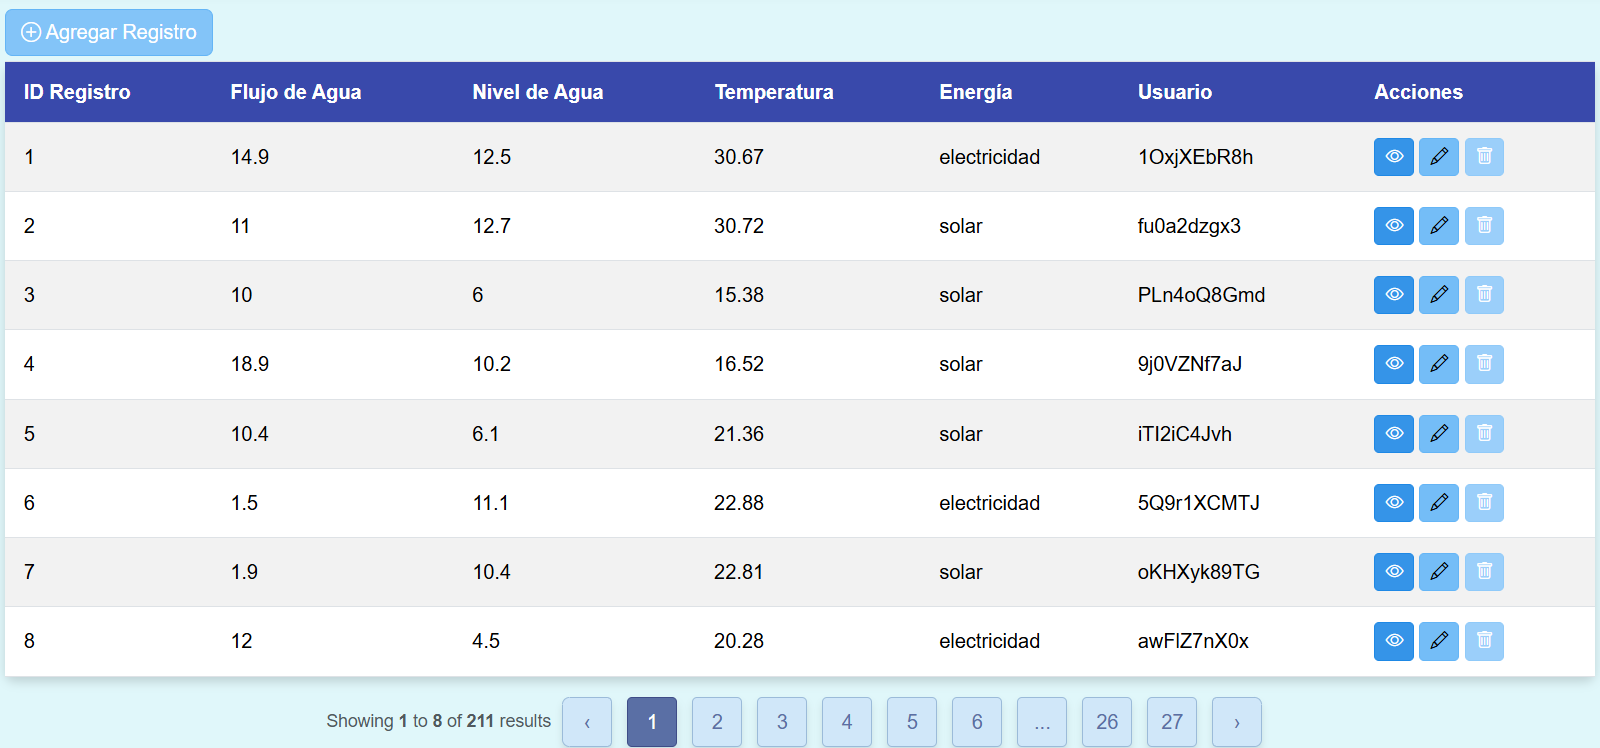 Agregar Registro
ID Registro Flujo de Agua Nivel de Agua Temperatura Energía Usuario Acciones
1 14.9 12.5 30.67 electricidad 1OxjXEbR8h
2 11 12.7 30.72 solar fu0a2dzgx3
3 10 6 15.38 solar PLn4oQ8Gmd
4 18.9 10.2 16.52 solar 9j0VZNf7aJ
5 10.4 6.1 21.36 solar iTI2iC4Jvh
6 1.5 11.1 22.88 electricidad 5Q9r1XCMTJ
7 1.9 10.4 22.81 solar oKHXyk89TG
8 12 4.5 20.28 electricidad awFlZ7nX0x
Showing 1 to 8 of 211 results ‹ 1 2 3 4 5 6 ... 26 27 ›